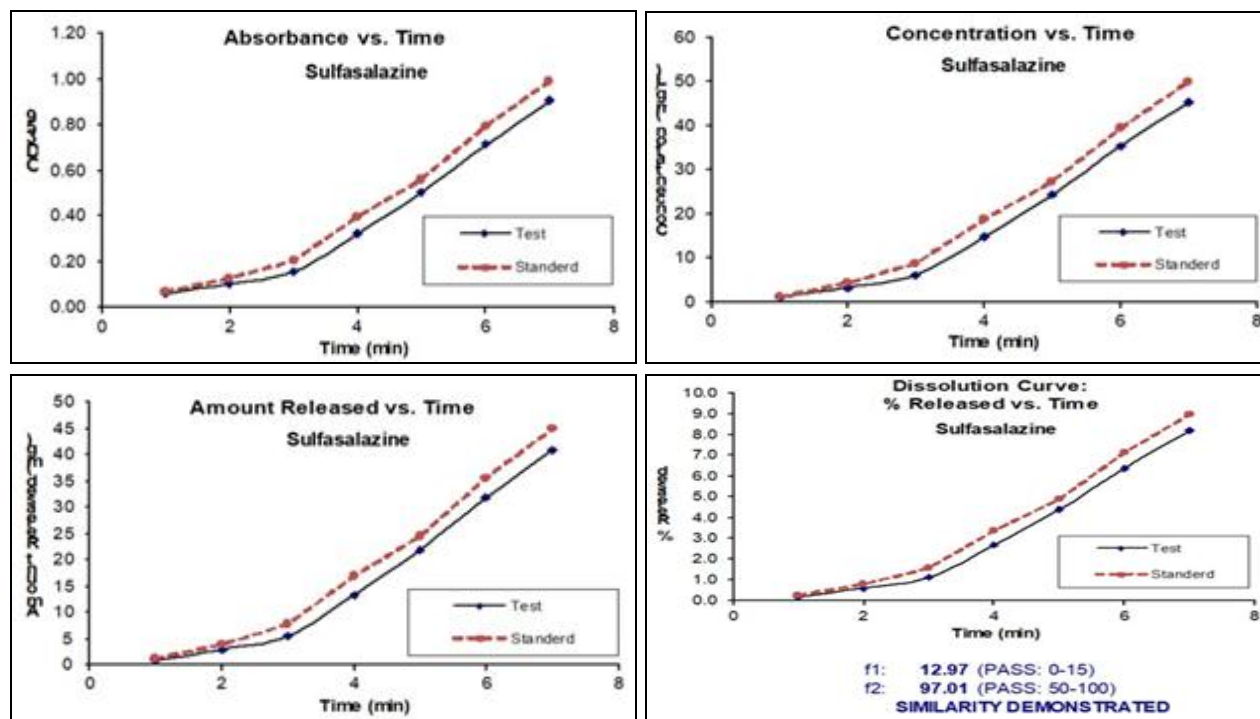 Absorbance vs. Time
Sulfasalazine
1.20
1.00
0.80
0.60
0.40
0.20
0.00
0 2 4 6 8
Time (min)
Test
Standerd
Concentration vs. Time
Sulfasalazine
60
50
40
30
20
10
0
0 2 4 6 8
Time (min)
Test
Standerd
Amount Released vs. Time
Sulfasalazine
50
45
40
35
30
25
20
15
10
5
0
0 2 4 6 8
Time (min)
Test
Standerd
Dissolution Curve:
% Released vs. Time
Sulfasalazine
10.0
9.0
8.0
7.0
6.0
5.0
4.0
3.0
2.0
1.0
0.0
%
0 2 4 6 8
Time (min)
Test
Standerd
f1: 12.97 (PASS: 0-15)
f2: 97.01 (PASS: 50-100)
SIMILARITY DEMONSTRATED